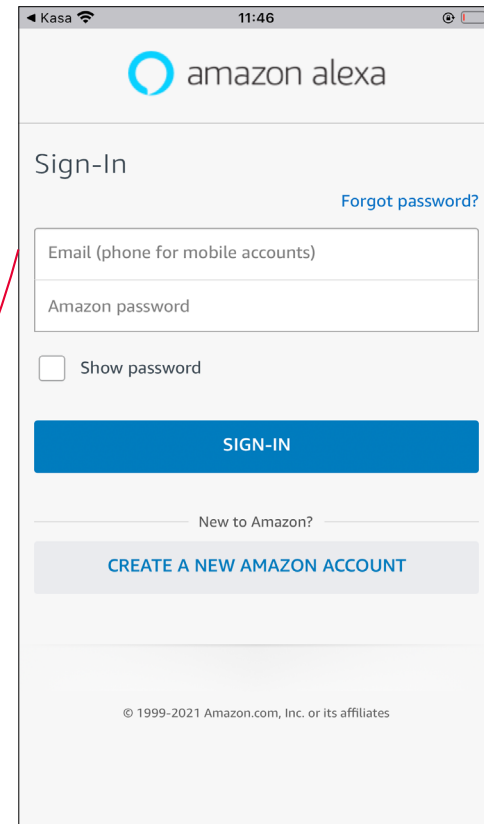 ◄ Kasa 11:46
amazon alexa
Sign-In
Forgot password?
Email (phone for mobile accounts)
Amazon password
Show password
SIGN-IN
New to Amazon?
CREATE A NEW AMAZON ACCOUNT
© 1999-2021 Amazon.com, Inc. or its affiliates